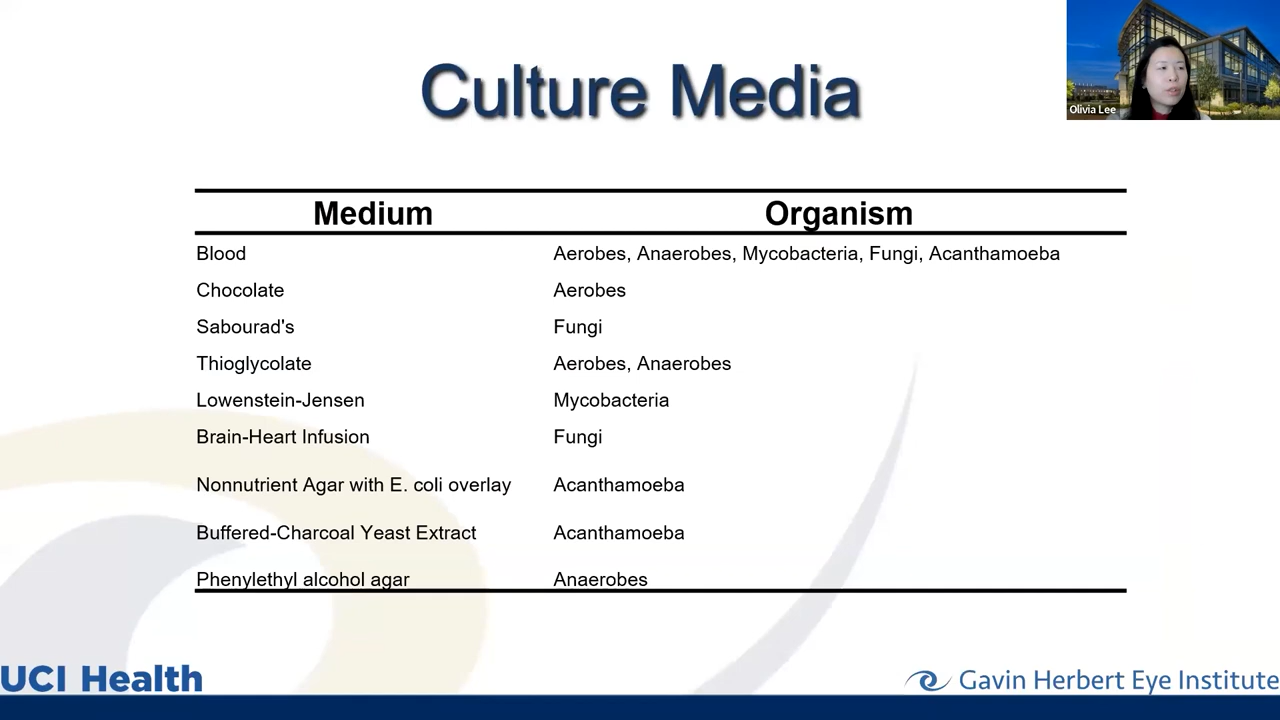 Culture Media
Olivia Lee
Medium Organism
Blood Aerobes, Anaerobes, Mycobacteria, Fungi, Acanthamoeba
Chocolate Aerobes
Sabourad's Fungi
Thioglycolate Aerobes, Anaerobes
Lowenstein-Jensen Mycobacteria
Brain-Heart Infusion Fungi
Nonnutrient Agar with E. coli overlay Acanthamoeba
Buffered-Charcoal Yeast Extract Acanthamoeba
Phenylethyl alcohol agar Anaerobes
UCI Health Gavin Herbert Eye Institute